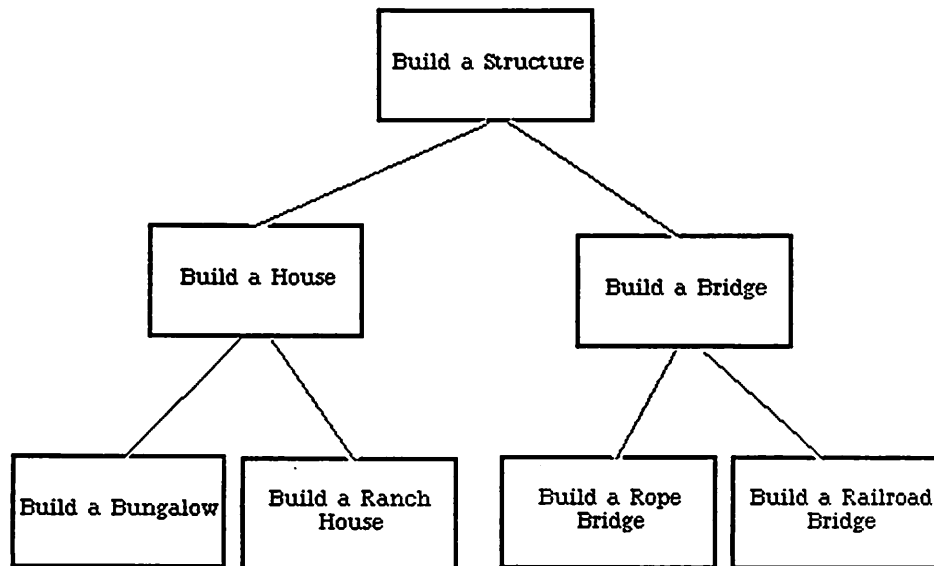 Build a Structure
Build a House
Build a Bridge
Build a Bungalow
Build a Ranch
House
Build a Rope
Bridge
Build a Railroad
Bridge